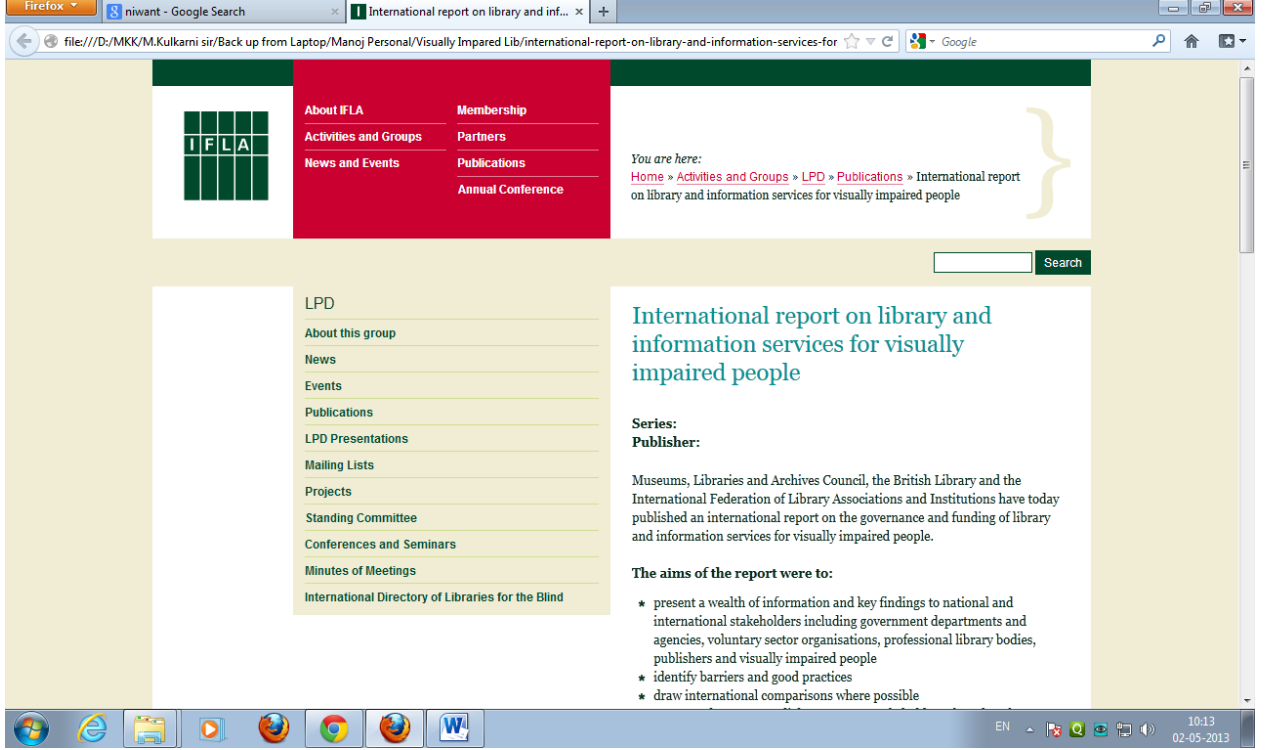 Firefox
niwant - Google Search
International report on library and inf...
file:///D:/MKK/M.Kulkarni sir/Back up from Laptop/Manoj Personal/Visually Impared Lib/international-report-on-library-and-information-services-for
Google
IFLA
About IFLA
Activities and Groups
News and Events
Membership
Partners
Publications
Annual Conference
You are here:
Home » Activities and Groups » LPD » Publications » International report
on library and information services for visually impaired people
Search
LPD
About this group
News
Events
Publications
LPD Presentations
Mailing Lists
Projects
Standing Committee
Conferences and Seminars
Minutes of Meetings
International Directory of Libraries for the Blind
International report on library and
information services for visually
impaired people
Series:
Publisher:
Museums, Libraries and Archives Council, the British Library and the
International Federation of Library Associations and Institutions have today
published an international report on the governance and funding of library
and information services for visually impaired people.
The aims of the report were to:
* present a wealth of information and key findings to national and
international stakeholders including government departments and
agencies, voluntary sector organisations, professional library bodies,
publishers and visually impaired people
* identify barriers and good practices
* draw international comparisons where possible
EN
10:13
02-05-2013